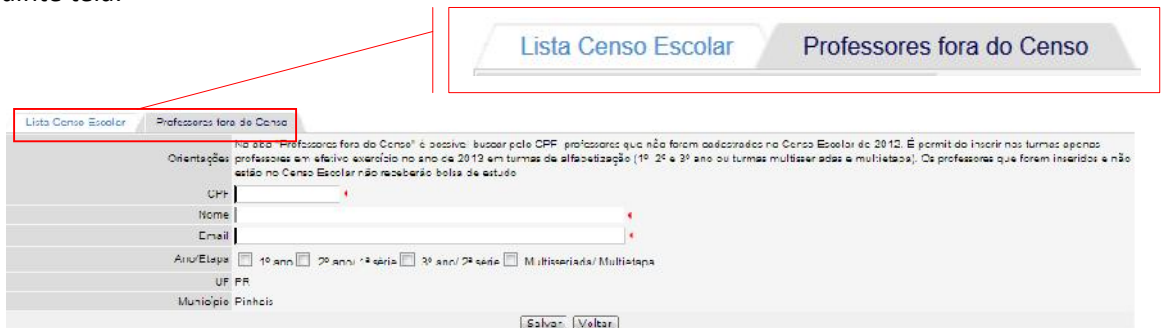 Lista Censo Escolar Professores fora do Censo
Lista Censo Escolar Professores fora do Censo
Na aba "Professores fora do Censo" é possível buscar pelo CPF professores que não foram cadastrados no Censo Escolar de 2012. É permitido inserir nas turmas apenas
Orientações professores em efetivo exercício no ano de 2013 em turmas de alfabetização (1º, 2º e 3º ano ou turmas multisseriadas e multietapa). Os professores que forem inseridos e não
estão no Censo Escolar não receberão bolsa de estudo
CPF
Nome
Email
Ano/Etapa 1º ano 2º ano/ 1ª série 3º ano/ 2ª série Multisseriada/ Multietapa
UF PR
Município Pinhais
Salvar Voltar